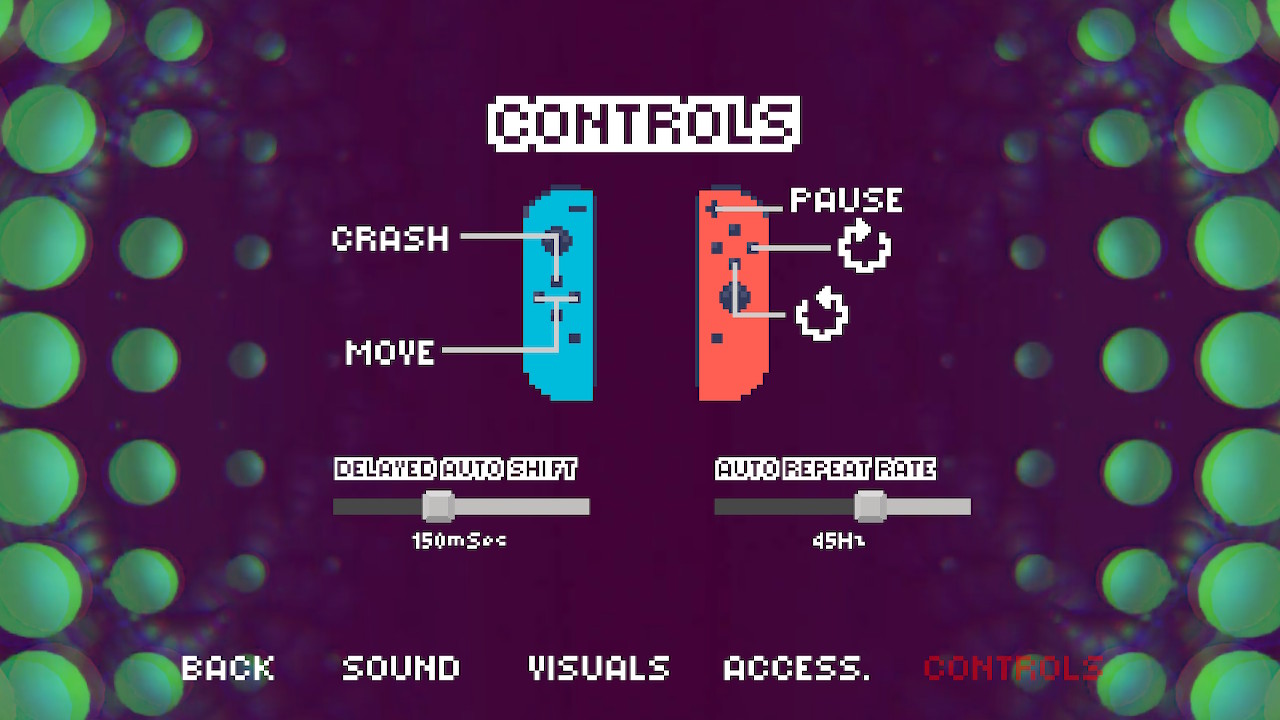 CONTROLS
PAUSE
CRASH
MOVE
DELAYED AUTO SHIFT
AUTO REPEAT RATE
150mSec
45Hz
BACK
SOUND
VISUALS
ACCESS.
CONTROLS